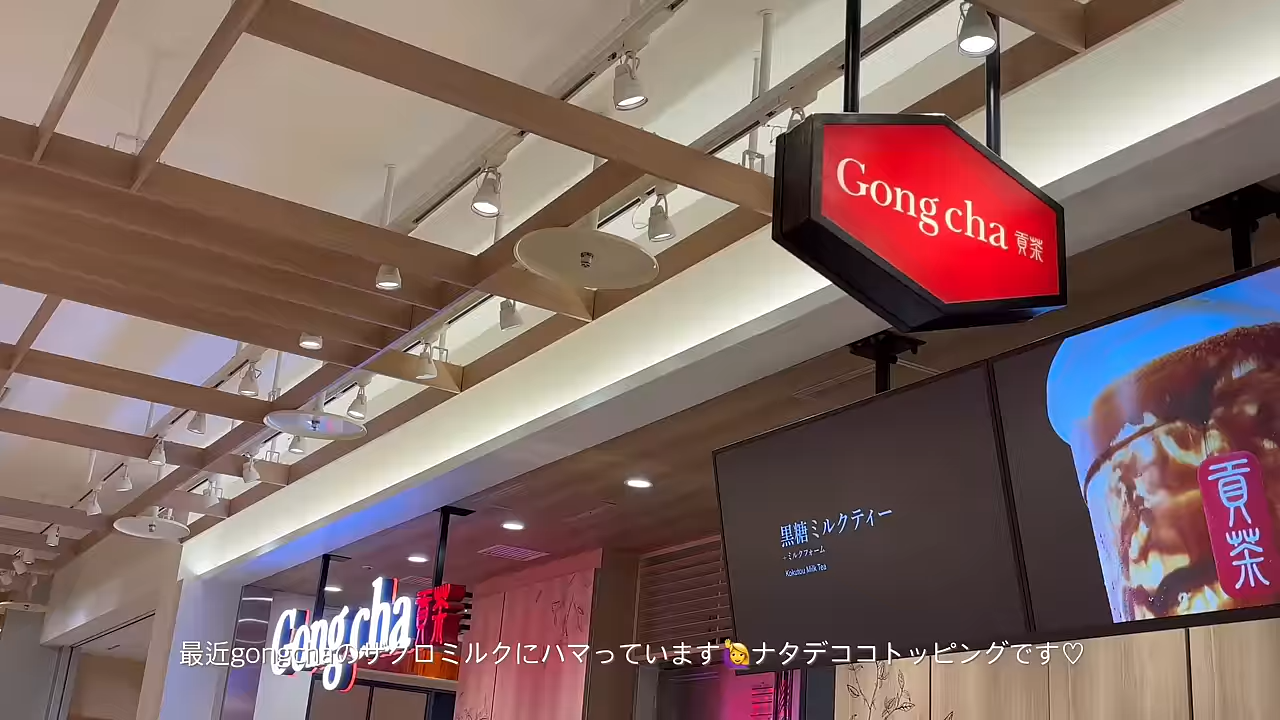 Gong cha 貢茶
貢茶
黒糖ミルクティー
+ミルクフォーム
Kokutou Milk Tea
Gong cha 貢茶
最近gongchaのザクロミルクにハマっています🙋ナタデココトッピングです♡